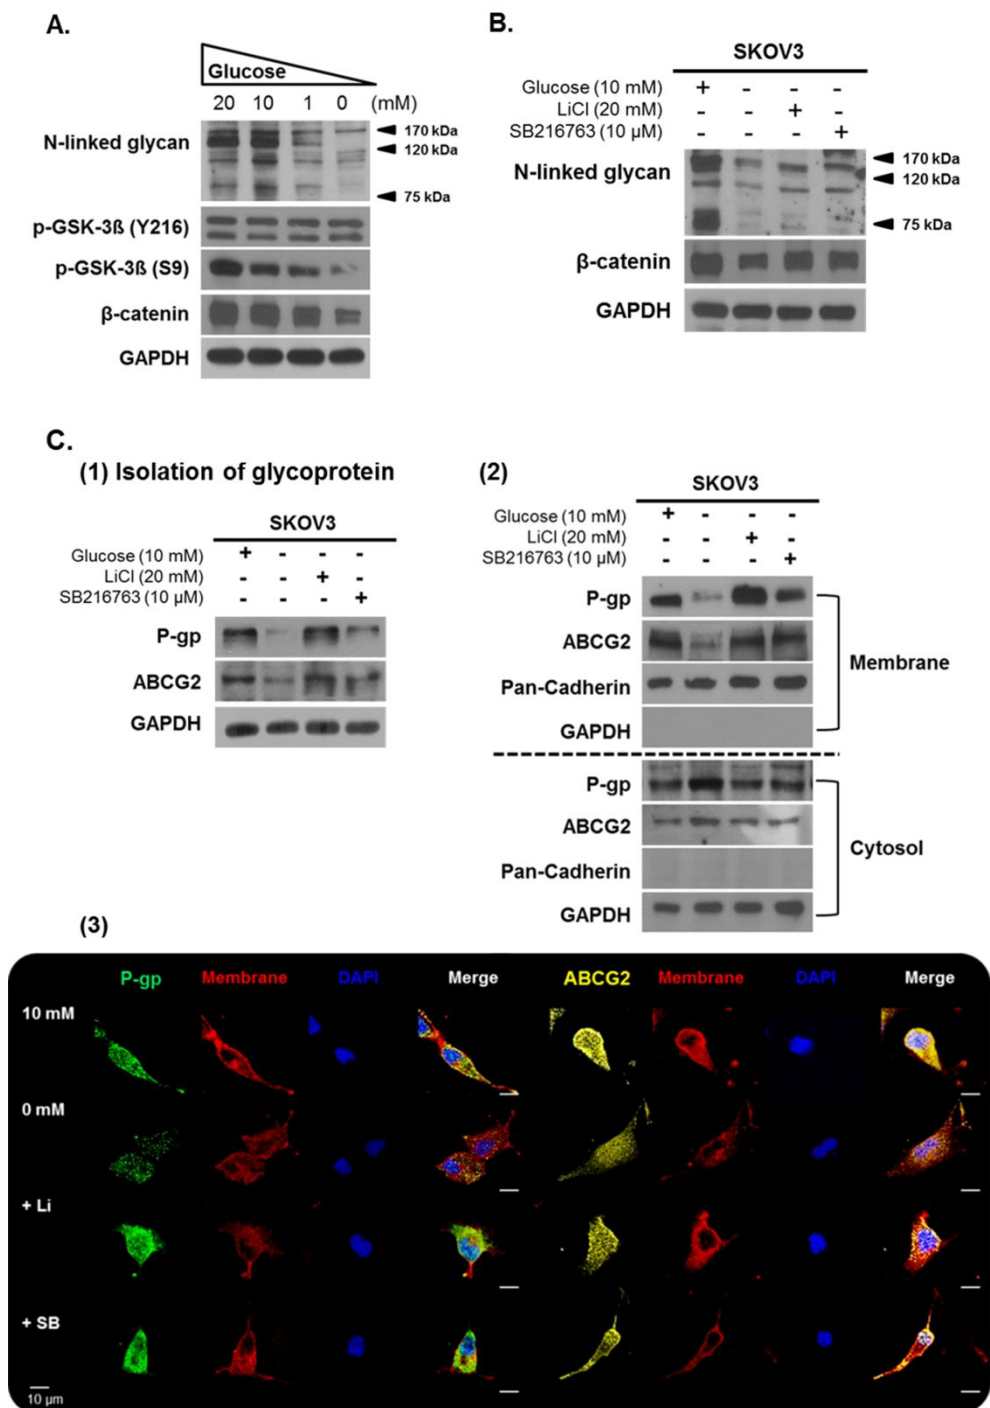 A.
Glucose
20 10 1 0 (mM)
N-linked glycan
170 kDa
120 kDa
75 kDa
p-GSK-3ß (Y216)
p-GSK-3ß (S9)
β-catenin
GAPDH
B.
SKOV3
Glucose (10 mM) + - - -
LiCl (20 mM) - - + -
SB216763 (10 µM) - - - +
N-linked glycan
170 kDa
120 kDa
75 kDa
β-catenin
GAPDH
C.
(1) Isolation of glycoprotein
SKOV3
Glucose (10 mM) + - - -
LiCl (20 mM) - - + -
SB216763 (10 µM) - - - +
P-gp
ABCG2
GAPDH
(2)
SKOV3
Glucose (10 mM) + - - -
LiCl (20 mM) - - + -
SB216763 (10 µM) - - - +
P-gp
ABCG2
Pan-Cadherin
GAPDH
Membrane
P-gp
ABCG2
Pan-Cadherin
GAPDH
Cytosol
(3)
P-gp Membrane DAPI Merge ABCG2 Membrane DAPI Merge
10 mM
0 mM
+ Li
+ SB
10 µm